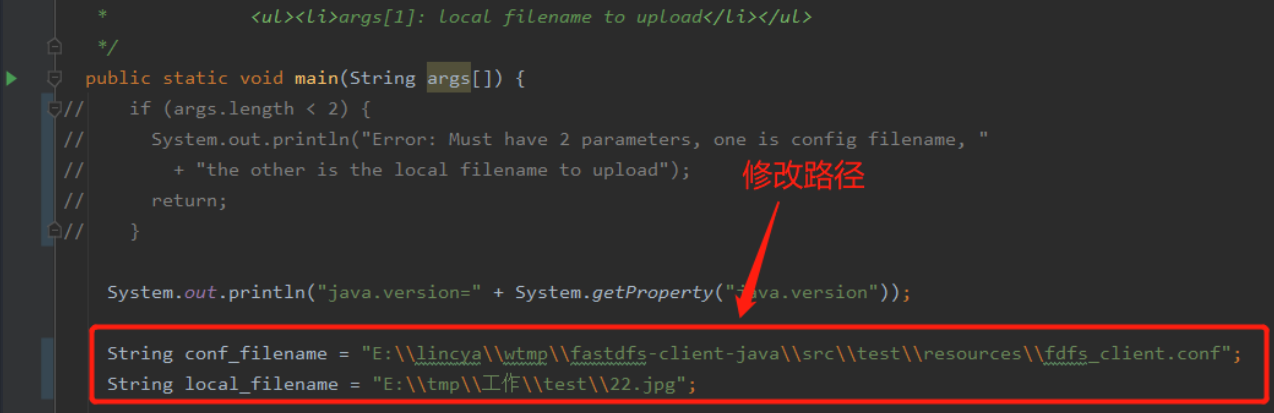 *             <ul><li>args[1]: local filename to upload</li></ul>
*/
public static void main(String args[]) {
//    if (args.length < 2) {
//      System.out.println("Error: Must have 2 parameters, one is config filename, "
//        + "the other is the local filename to upload");
修改路径
//      return;
//    }
System.out.println("java.version=" + System.getProperty("java.version"));
String conf_filename = "E:\\lincya\\wtmp\\fastdfs-client-java\\src\\test\\resources\\fdfs_client.conf";
String local_filename = "E:\\tmp\\工作\\test\\22.jpg";